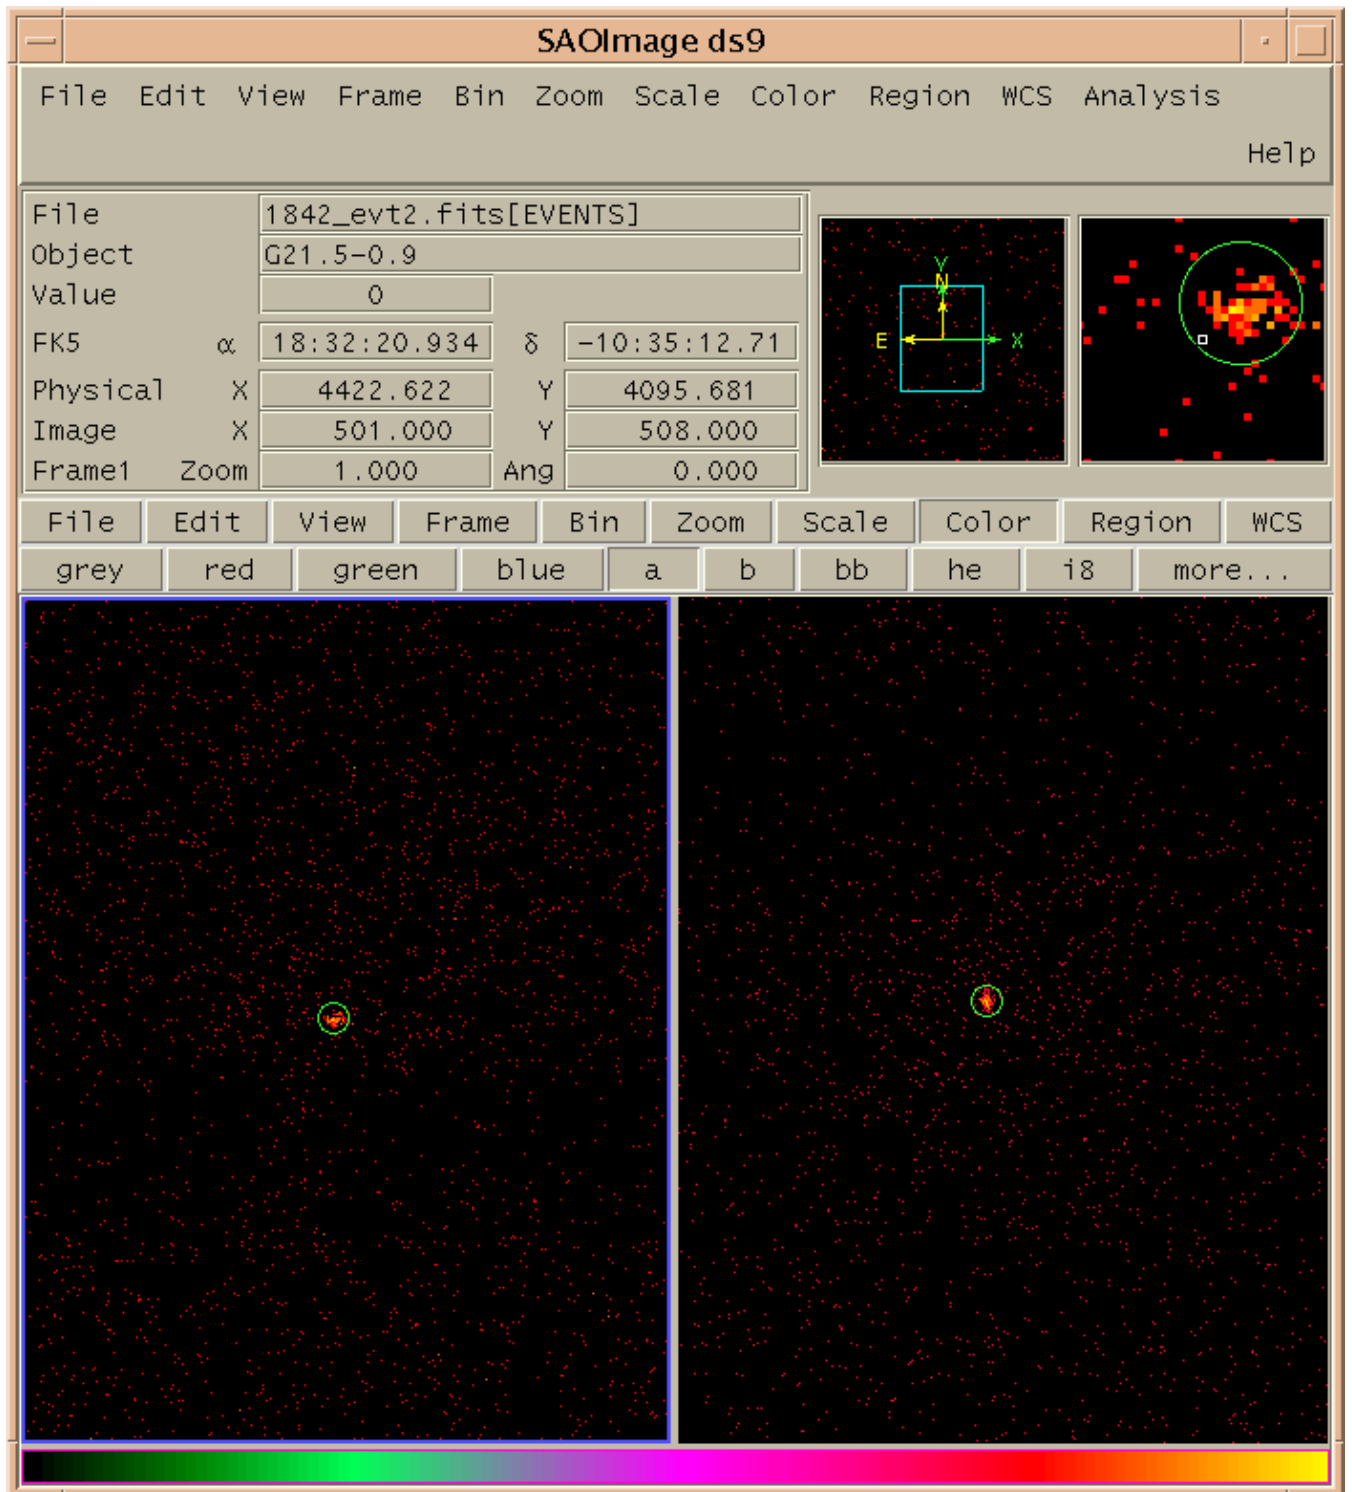 SAOImage ds9
File Edit View Frame Bin Zoom Scale Color Region WCS Analysis
Help
File 1842_evt2.fits[EVENTS]
Object G21.5-0.9
Value 0
FK5 α 18:32:20.934 δ -10:35:12.71
Physical X 4422.622 Y 4095.681
Image X 501.000 Y 508.000
Frame1 Zoom 1.000 Ang 0.000
Y
N
E X
File Edit View Frame Bin Zoom Scale Color Region WCS
grey red green blue a b bb he i8 more...